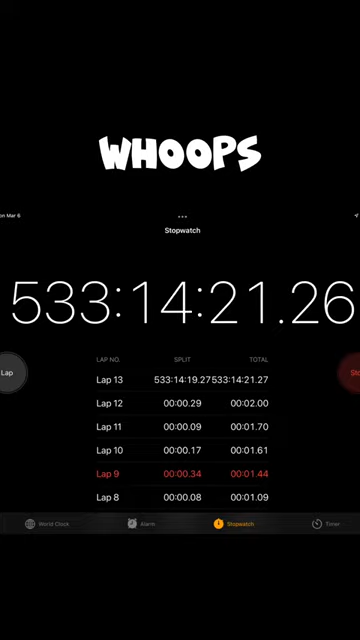 WHOOPS
on Mar 6
Stopwatch
533:14:21.26
Lap
Sto
LAP NO. SPLIT TOTAL
Lap 13 533:14:19.27 533:14:21.27
Lap 12 00:00.29 00:02.00
Lap 11 00:00.09 00:01.70
Lap 10 00:00.17 00:01.61
Lap 9 00:00.34 00:01.44
Lap 8 00:00.08 00:01.09
World Clock Alarm Stopwatch Timer